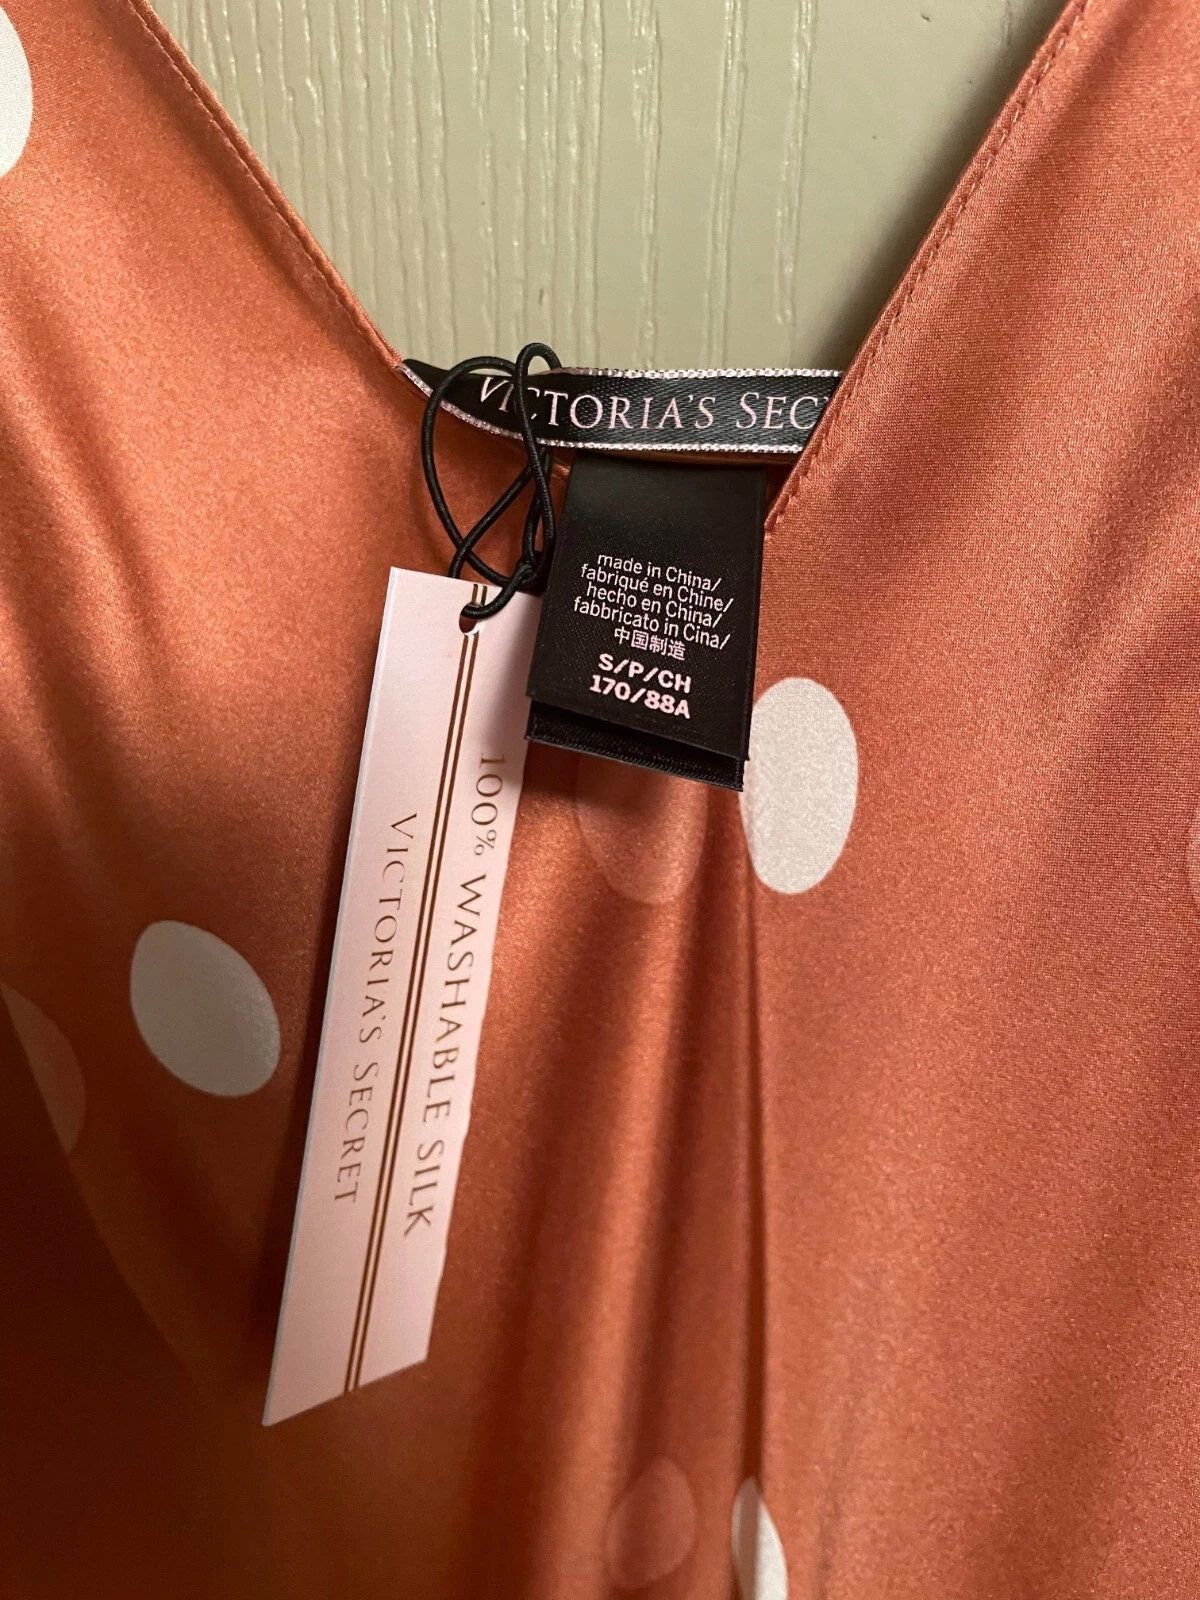 VICTORIA'S SEC
made in China/
fabriqué en Chine/
hecho en China/
fabbricato in Cina/
中国制造
S/P/CH
170/88A
100% WASHABLE SILK
VICTORIA'S SECRET